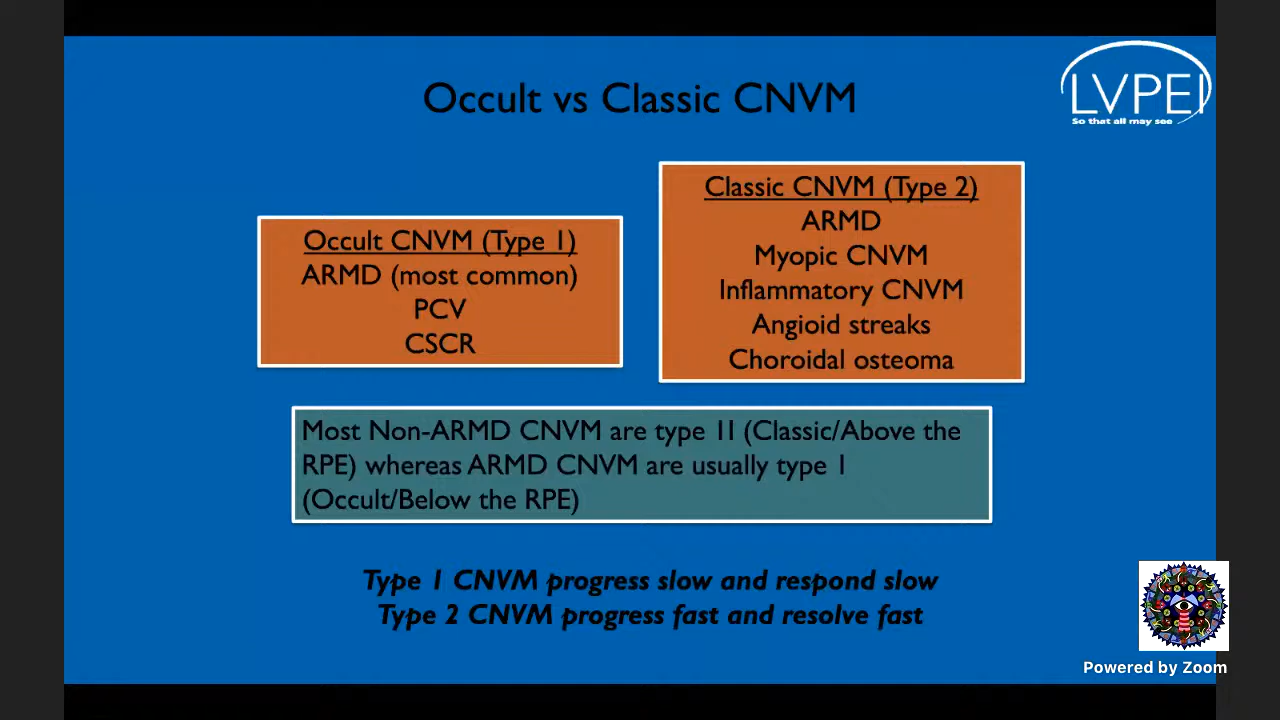 Occult vs Classic CNVM
LVPEI
So that all may see
Occult CNVM (Type 1)
ARMD (most common)
PCV
CSCR
Classic CNVM (Type 2)
ARMD
Myopic CNVM
Inflammatory CNVM
Angioid streaks
Choroidal osteoma
Most Non-ARMD CNVM are type II (Classic/Above the
RPE) whereas ARMD CNVM are usually type 1
(Occult/Below the RPE)
Type 1 CNVM progress slow and respond slow
Type 2 CNVM progress fast and resolve fast
Powered by Zoom